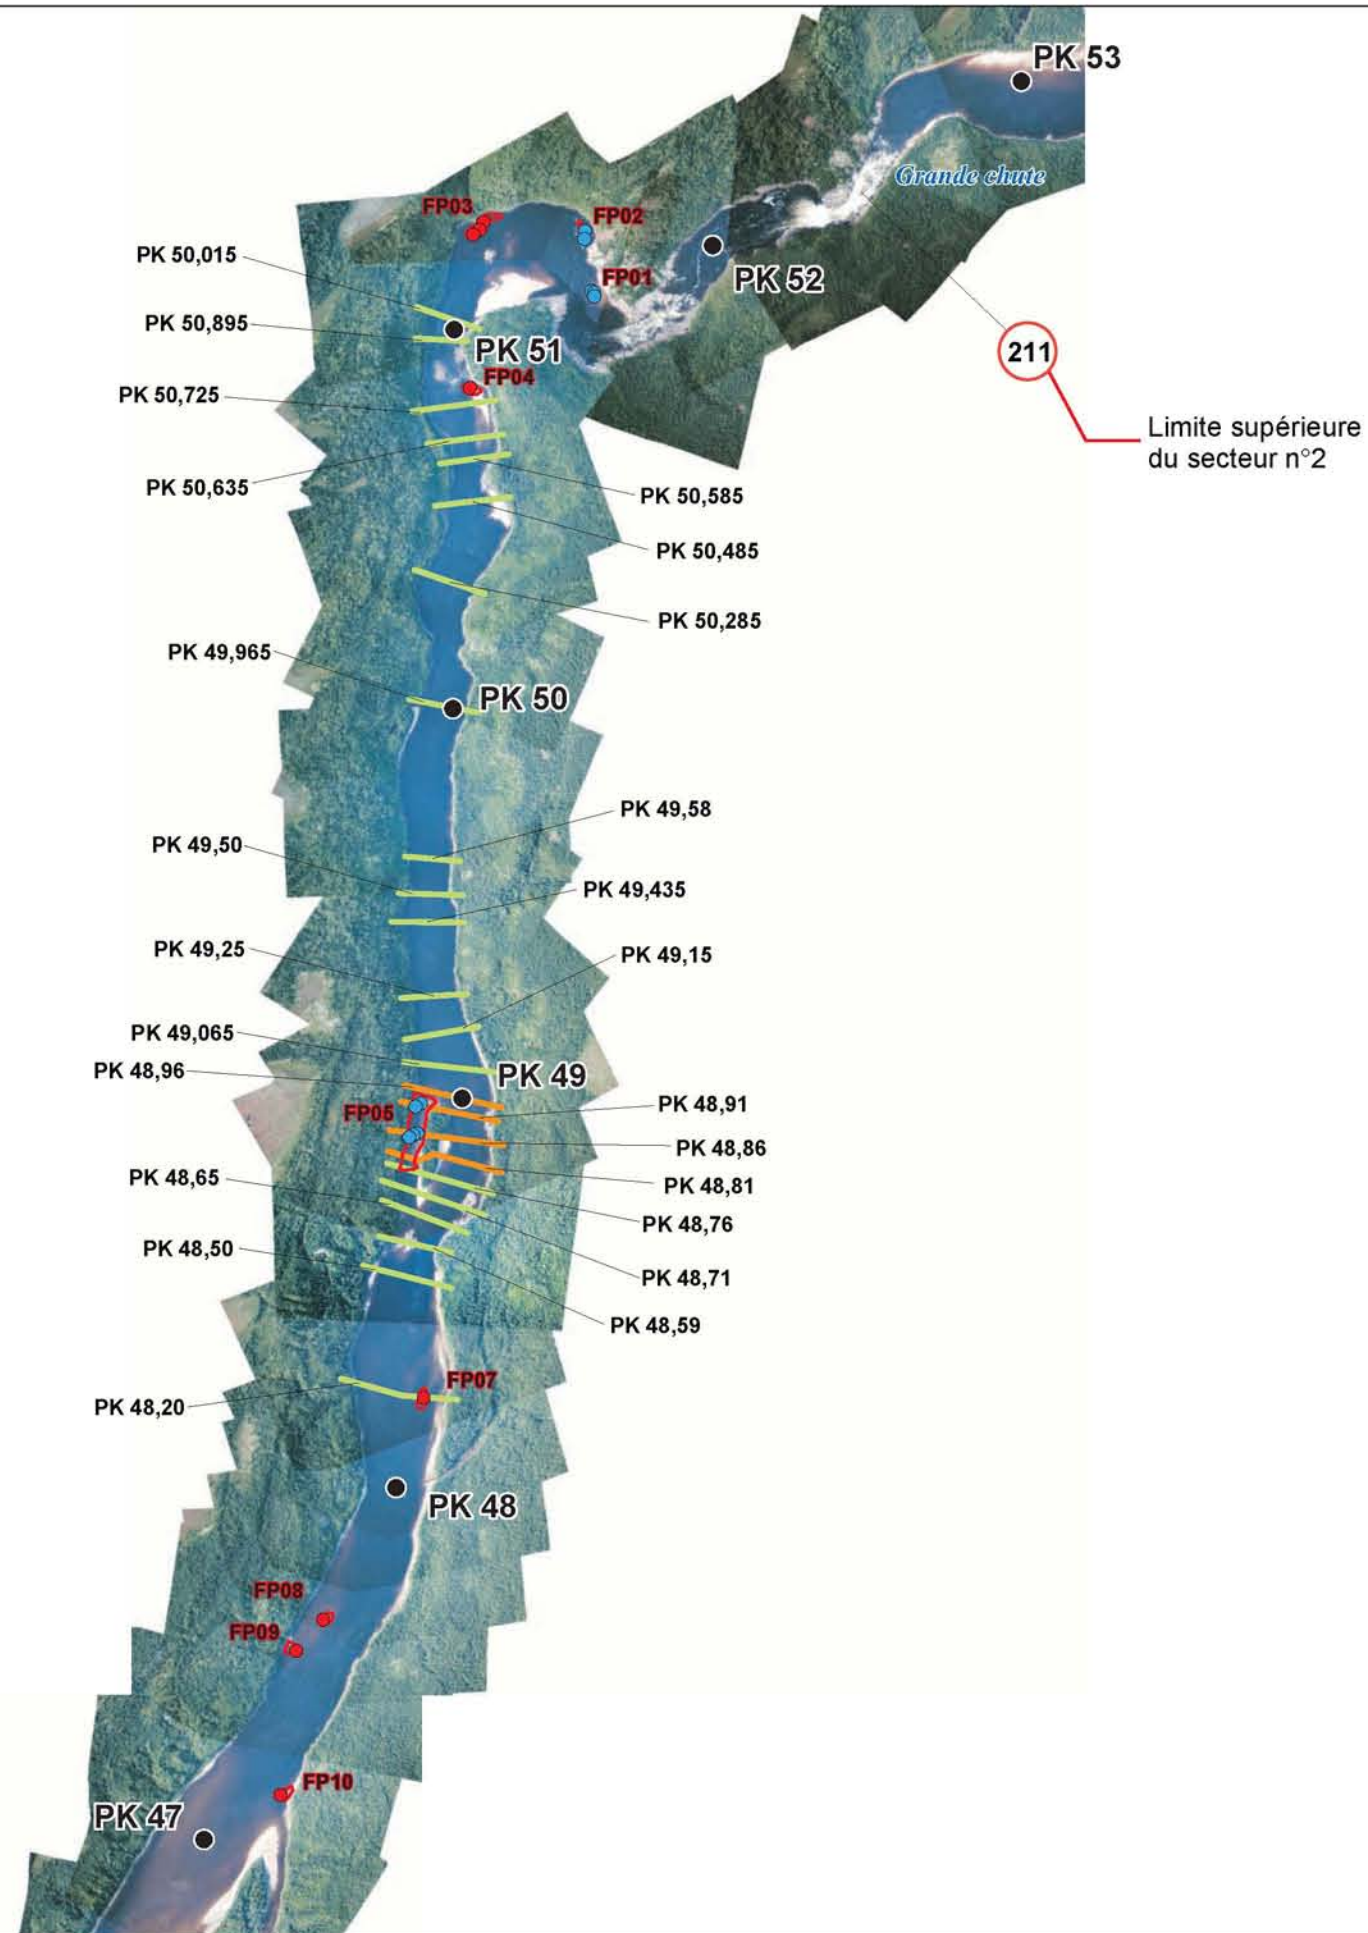 PK 53
Grande chute
FP03
FP02
PK 50,015
FP01
PK 52
PK 50,895
PK 51
211
FP04
PK 50,725
Limite supérieure
du secteur n°2
PK 50,635
PK 50,585
PK 50,485
PK 50,285
PK 49,965
PK 50
PK 49,58
PK 49,50
PK 49,435
PK 49,25
PK 49,15
PK 49,065
PK 48,96
PK 49
PK 48,91
FP05
PK 48,86
PK 48,65
PK 48,81
PK 48,76
PK 48,50
PK 48,71
PK 48,59
FP07
PK 48,20
PK 48
FP08
FP09
FP10
PK 47